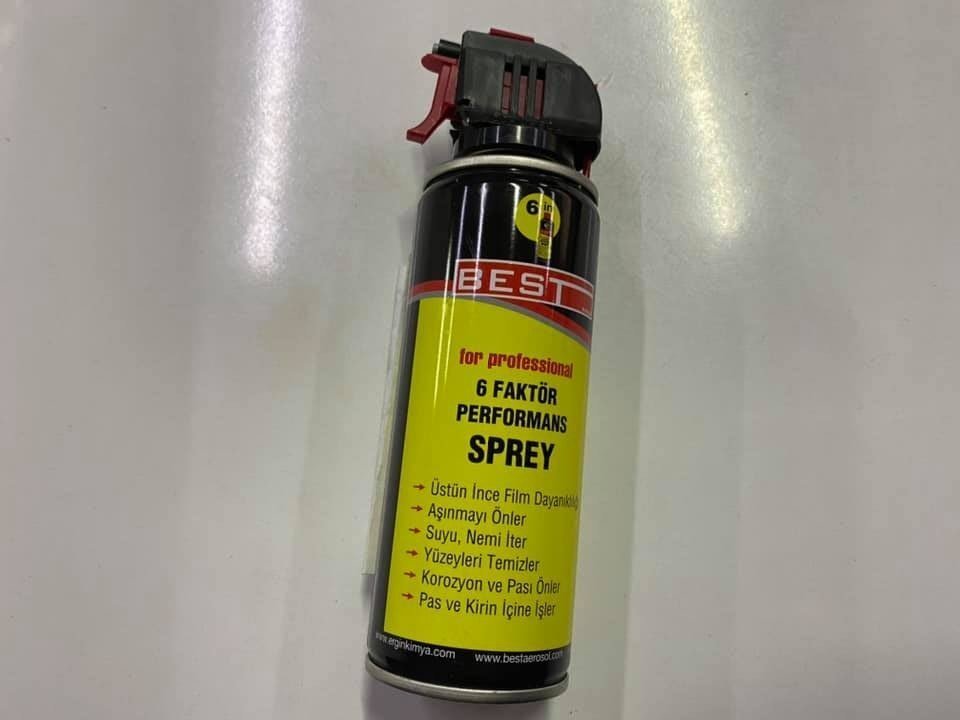 6 in
BEST
for professional
6 FAKTÖR
PERFORMANS
SPREY
Üstün İnce Film Dayanıklılığı
Aşınmayı Önler
Suyu, Nemi İter
Yüzeyleri Temizler
Korozyon ve Pası Önler
Pas ve Kirin İçine İşler
www.erginkimya.com www.bestaerosol.com